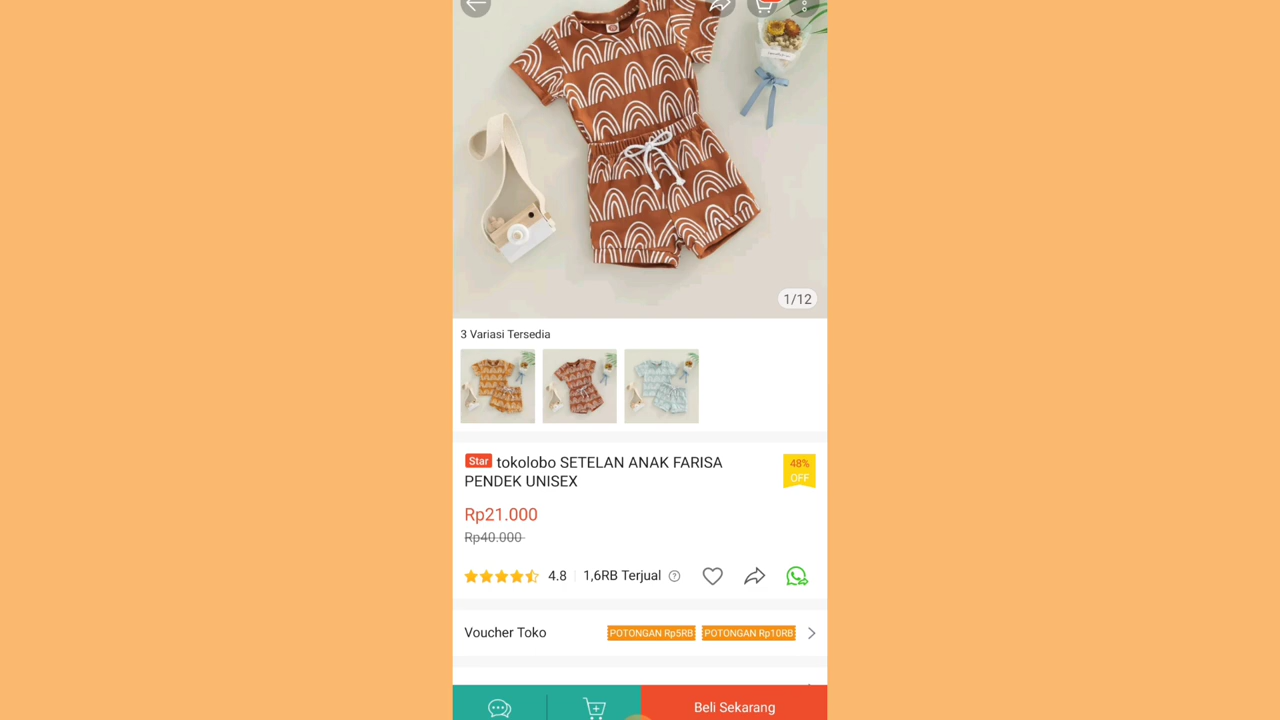 1/12
3 Variasi Tersedia
Star tokolobo SETELAN ANAK FARISA
PENDEK UNISEX
48%
OFF
Rp21.000
Rp40.000
4.8 1,6RB Terjual ?
Voucher Toko POTONGAN Rp5RB POTONGAN Rp10RB
Beli Sekarang